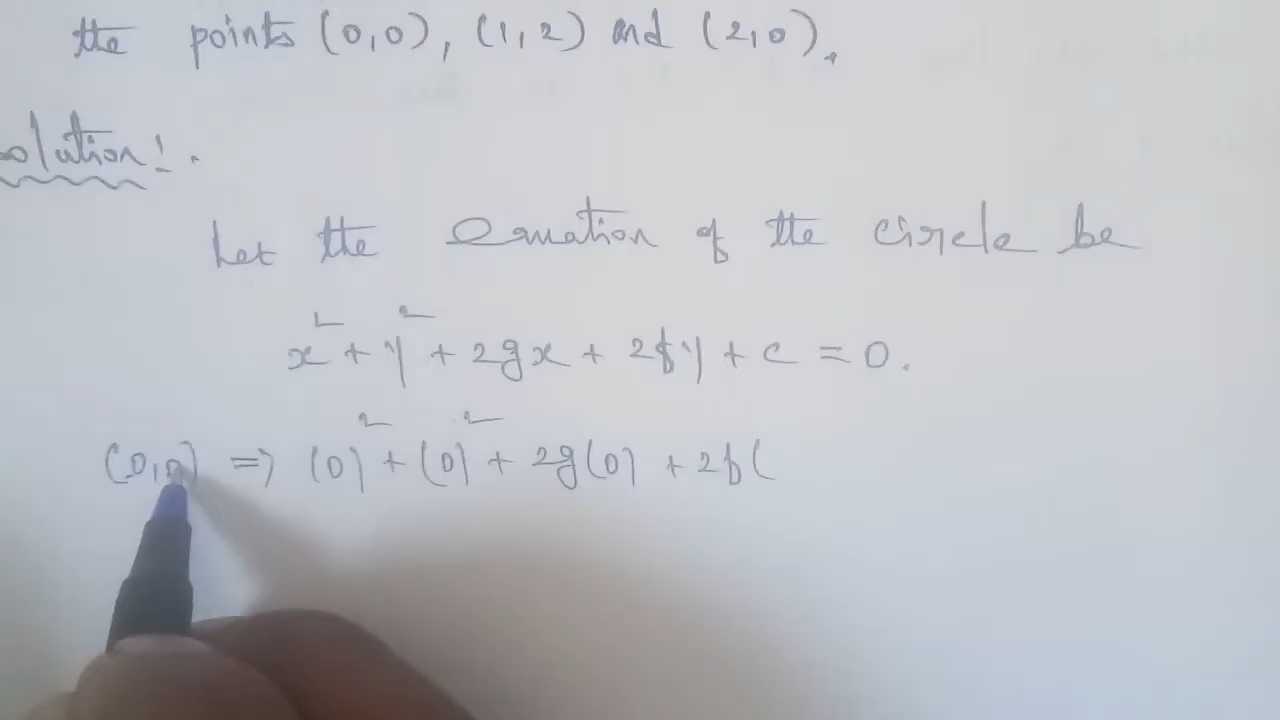 the points (0,0), (1,2) and (2,0).
solution:.
Let the equation of the circle be
x² + y² + 2gx + 2fy + c = 0.
(0,0) => (0)² + (0)² + 2g(0) + 2f(